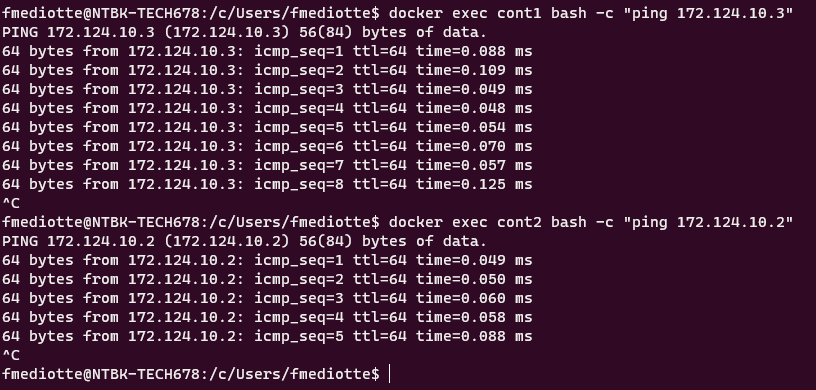 fmediotte@NTBK-TECH678:/c/Users/fmediotte$ docker exec cont1 bash -c "ping 172.124.10.3"
PING 172.124.10.3 (172.124.10.3) 56(84) bytes of data.
64 bytes from 172.124.10.3: icmp_seq=1 ttl=64 time=0.088 ms
64 bytes from 172.124.10.3: icmp_seq=2 ttl=64 time=0.109 ms
64 bytes from 172.124.10.3: icmp_seq=3 ttl=64 time=0.049 ms
64 bytes from 172.124.10.3: icmp_seq=4 ttl=64 time=0.048 ms
64 bytes from 172.124.10.3: icmp_seq=5 ttl=64 time=0.054 ms
64 bytes from 172.124.10.3: icmp_seq=6 ttl=64 time=0.070 ms
64 bytes from 172.124.10.3: icmp_seq=7 ttl=64 time=0.057 ms
64 bytes from 172.124.10.3: icmp_seq=8 ttl=64 time=0.125 ms
^C
fmediotte@NTBK-TECH678:/c/Users/fmediotte$ docker exec cont2 bash -c "ping 172.124.10.2"
PING 172.124.10.2 (172.124.10.2) 56(84) bytes of data.
64 bytes from 172.124.10.2: icmp_seq=1 ttl=64 time=0.049 ms
64 bytes from 172.124.10.2: icmp_seq=2 ttl=64 time=0.050 ms
64 bytes from 172.124.10.2: icmp_seq=3 ttl=64 time=0.060 ms
64 bytes from 172.124.10.2: icmp_seq=4 ttl=64 time=0.058 ms
64 bytes from 172.124.10.2: icmp_seq=5 ttl=64 time=0.088 ms
^C
fmediotte@NTBK-TECH678:/c/Users/fmediotte$